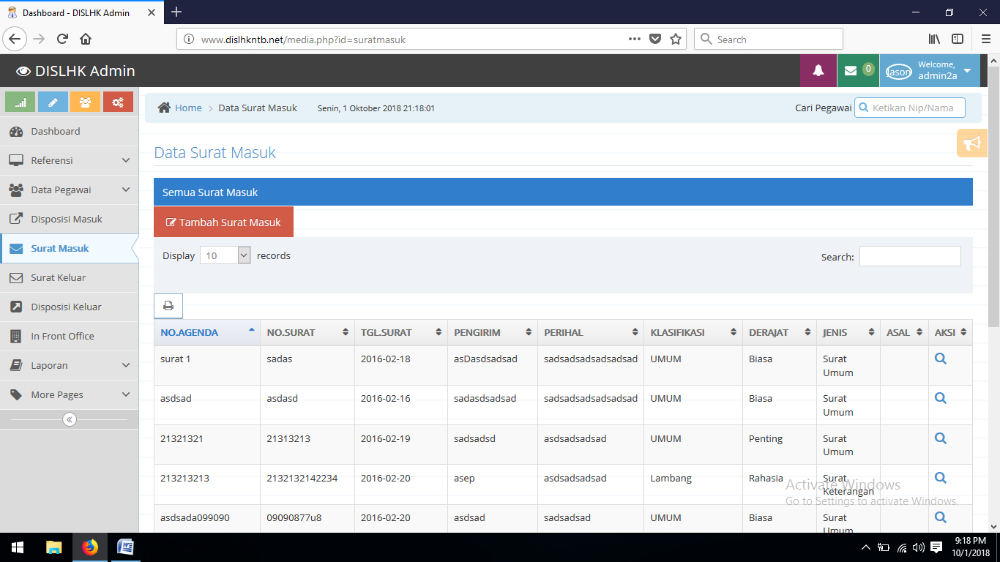 Dashboard - DISLHK Admin
www.dislhkntb.net/media.php?id=suratmasuk
Search
DISLHK Admin
0
Jason
Welcome,
admin2a
Home
Data Surat Masuk
Senin, 1 Oktober 2018 21:18:01
Cari Pegawai
Ketikan Nip/Nama
Dashboard
Referensi
Data Pegawai
Disposisi Masuk
Surat Masuk
Surat Keluar
Disposisi Keluar
In Front Office
Laporan
More Pages
Data Surat Masuk
Semua Surat Masuk
Tambah Surat Masuk
Display 10 records
Search:
NO.AGENDA NO.SURAT TGL.SURAT PENGIRIM PERIHAL KLASIFIKASI DERAJAT JENIS ASAL AKSI
surat 1 sadas 2016-02-18 asDasdsadsad sadsadsadsadsadsad UMUM Biasa Surat
Umum
asdsad asdasd 2016-02-16 sadasdsadsad sadsadsadsadsadsad UMUM Biasa Surat
Umum
21321321 21313213 2016-02-19 sadsadsd asdsadsadsad UMUM Penting Surat
Umum
213213213 2132132142234 2016-02-20 asep asdsadsadsad Lambang Rahasia Surat
Keterangan
asdsada099090 09090877u8 2016-02-20 asdsad sadsadsad UMUM Biasa Surat
Umum
Activate Windows
Go to Settings to activate Windows.
9:18 PM
10/1/2018